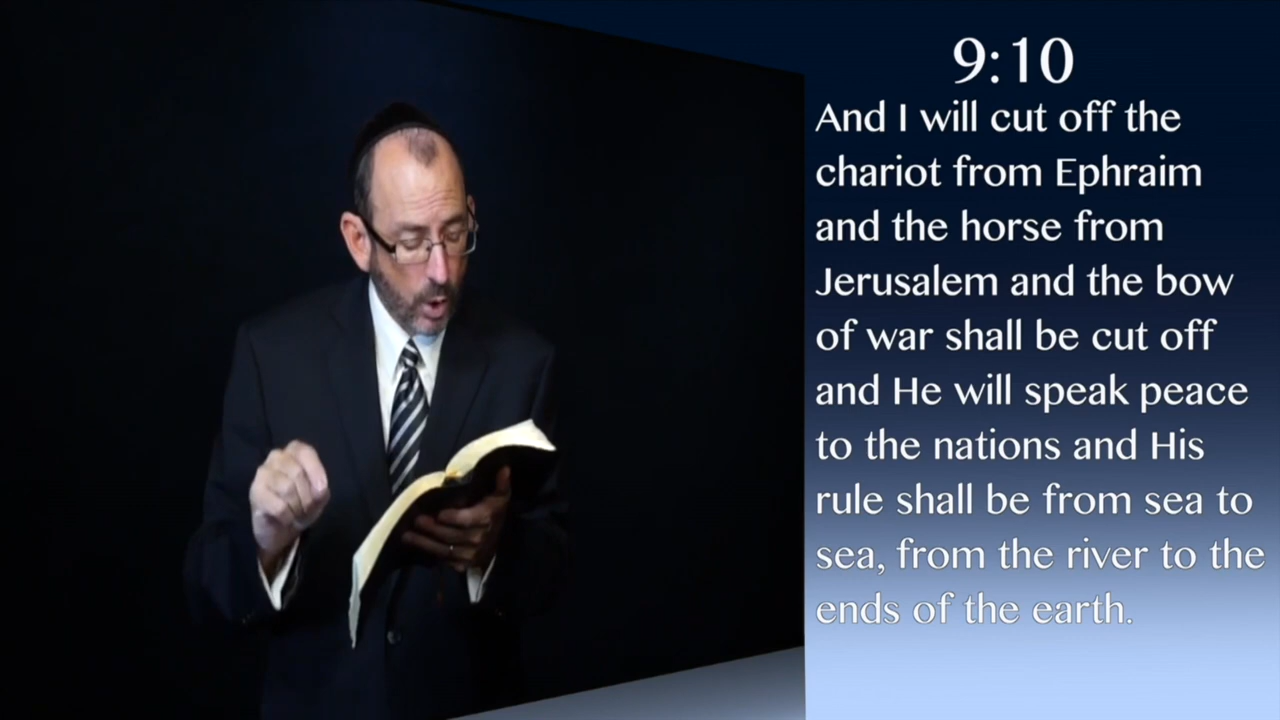 9:10
And I will cut off the
chariot from Ephraim
and the horse from
Jerusalem and the bow
of war shall be cut off
and He will speak peace
to the nations and His
rule shall be from sea to
sea, from the river to the
ends of the earth.